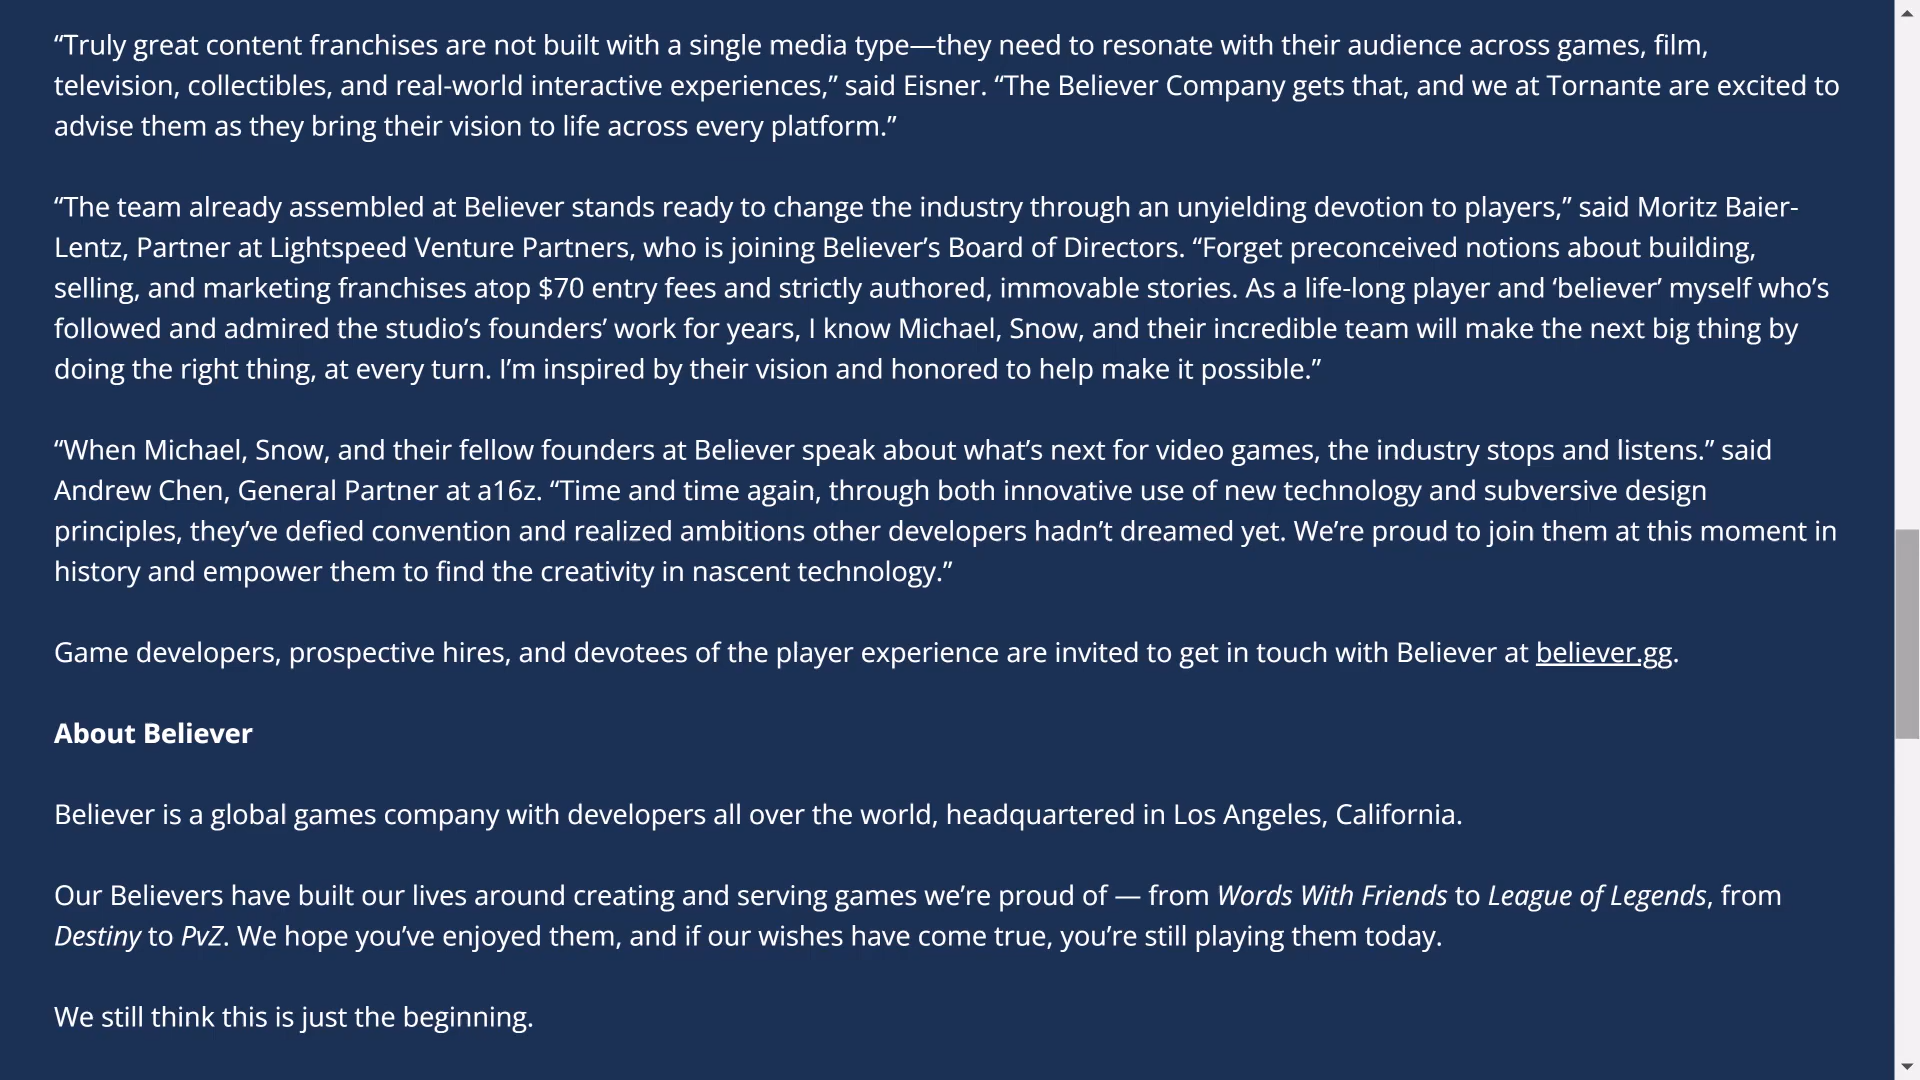 “Truly great content franchises are not built with a single media type—they need to resonate with their audience across games, film,
television, collectibles, and real-world interactive experiences,” said Eisner. “The Believer Company gets that, and we at Tornante are excited to
advise them as they bring their vision to life across every platform.”
“The team already assembled at Believer stands ready to change the industry through an unyielding devotion to players,” said Moritz Baier-
Lentz, Partner at Lightspeed Venture Partners, who is joining Believer’s Board of Directors. “Forget preconceived notions about building,
selling, and marketing franchises atop $70 entry fees and strictly authored, immovable stories. As a life-long player and ‘believer’ myself who’s
followed and admired the studio’s founders’ work for years, I know Michael, Snow, and their incredible team will make the next big thing by
doing the right thing, at every turn. I’m inspired by their vision and honored to help make it possible.”
“When Michael, Snow, and their fellow founders at Believer speak about what’s next for video games, the industry stops and listens.” said
Andrew Chen, General Partner at a16z. “Time and time again, through both innovative use of new technology and subversive design
principles, they’ve defied convention and realized ambitions other developers hadn’t dreamed yet. We’re proud to join them at this moment in
history and empower them to find the creativity in nascent technology.”
Game developers, prospective hires, and devotees of the player experience are invited to get in touch with Believer at believer.gg.
About Believer
Believer is a global games company with developers all over the world, headquartered in Los Angeles, California.
Our Believers have built our lives around creating and serving games we’re proud of — from Words With Friends to League of Legends, from
Destiny to PvZ. We hope you’ve enjoyed them, and if our wishes have come true, you’re still playing them today.
We still think this is just the beginning.